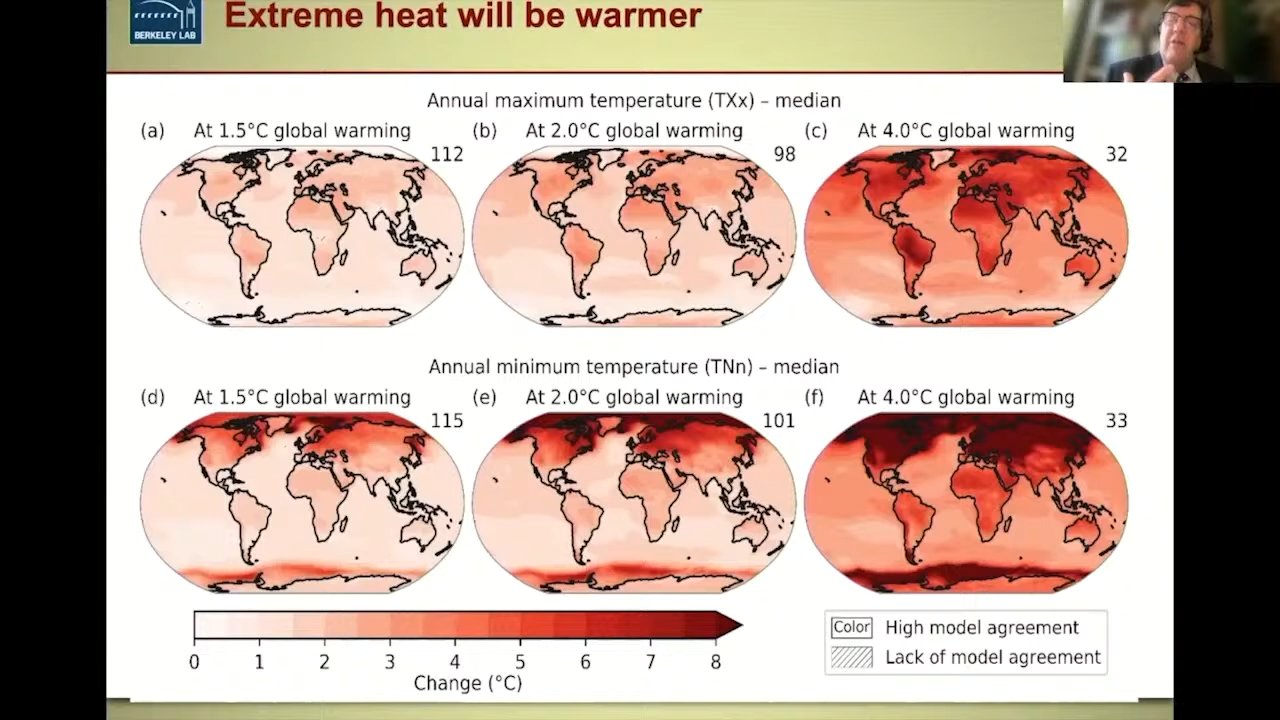 Extreme heat will be warmer
BERKELEY LAB
Annual maximum temperature (TXx) – median
(a) At 1.5°C global warming
112
(b) At 2.0°C global warming
98
(c) At 4.0°C global warming
32
Annual minimum temperature (TNn) – median
(d) At 1.5°C global warming
115
(e) At 2.0°C global warming
101
(f) At 4.0°C global warming
33
0 1 2 3 4 5 6 7 8
Change (°C)
Color High model agreement
Lack of model agreement